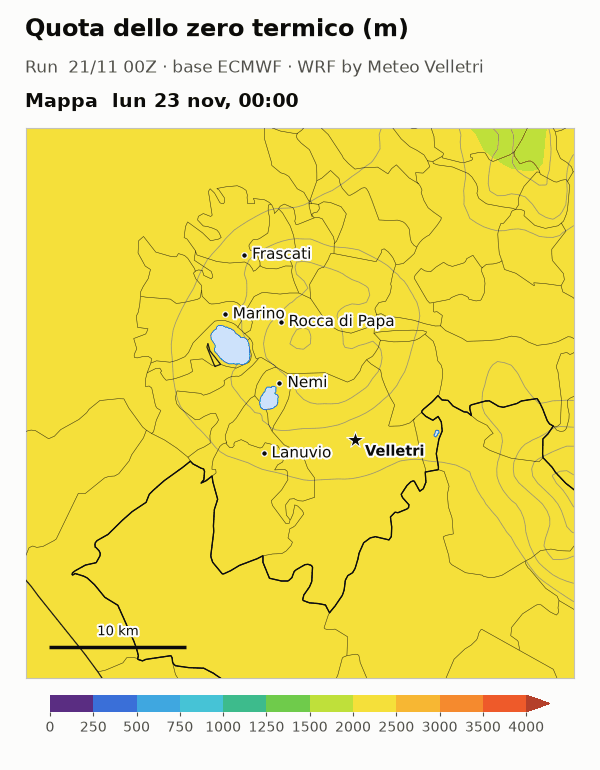 Quota dello zero termico (m)
Run  21/11 00Z · base ECMWF · WRF by Meteo Velletri
Mappa  lun 23 nov, 00:00
Frascati
Marino
Rocca di Papa
Nemi
Lanuvio
Velletri
10 km
0 250 500 750 1000 1250 1500 2000 2500 3000 3500 4000